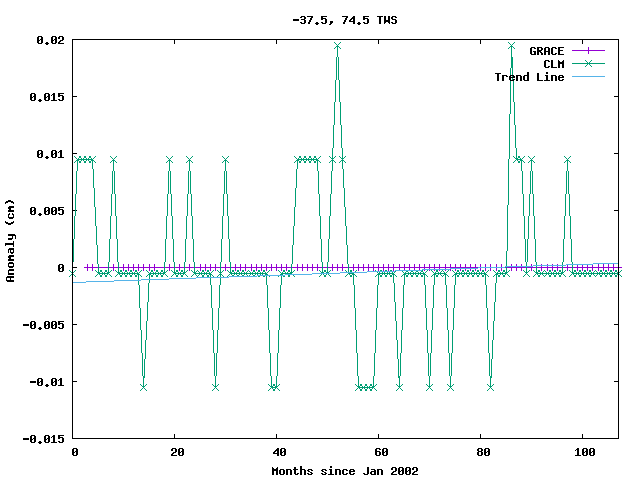 -37.5, 74.5 TWS
GRACE
CLM
Trend Line
Anomaly (cm)
0.02
0.015
0.01
0.005
0
-0.005
-0.01
-0.015
0 20 40 60 80 100
Months since Jan 2002